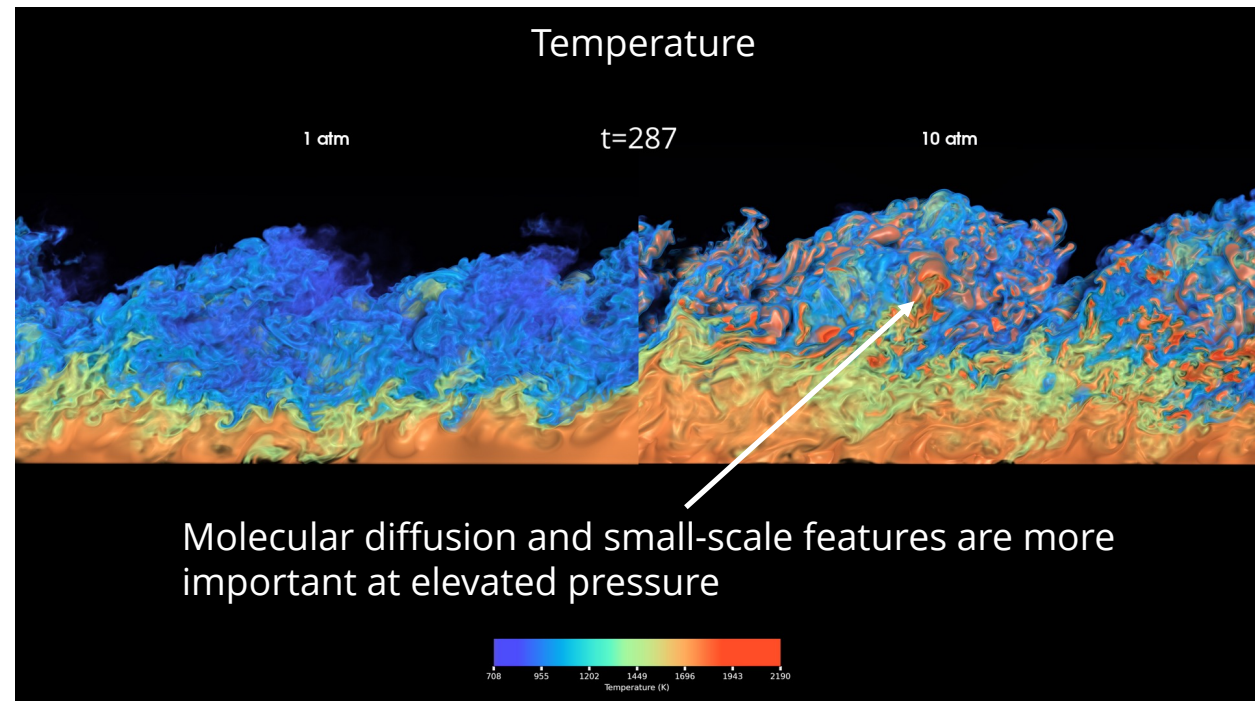 Temperature
1 atm
t=287
10 atm
Molecular diffusion and small-scale features are more
important at elevated pressure
708 955 1202 1449 1696 1943 2190
Temperature (K)